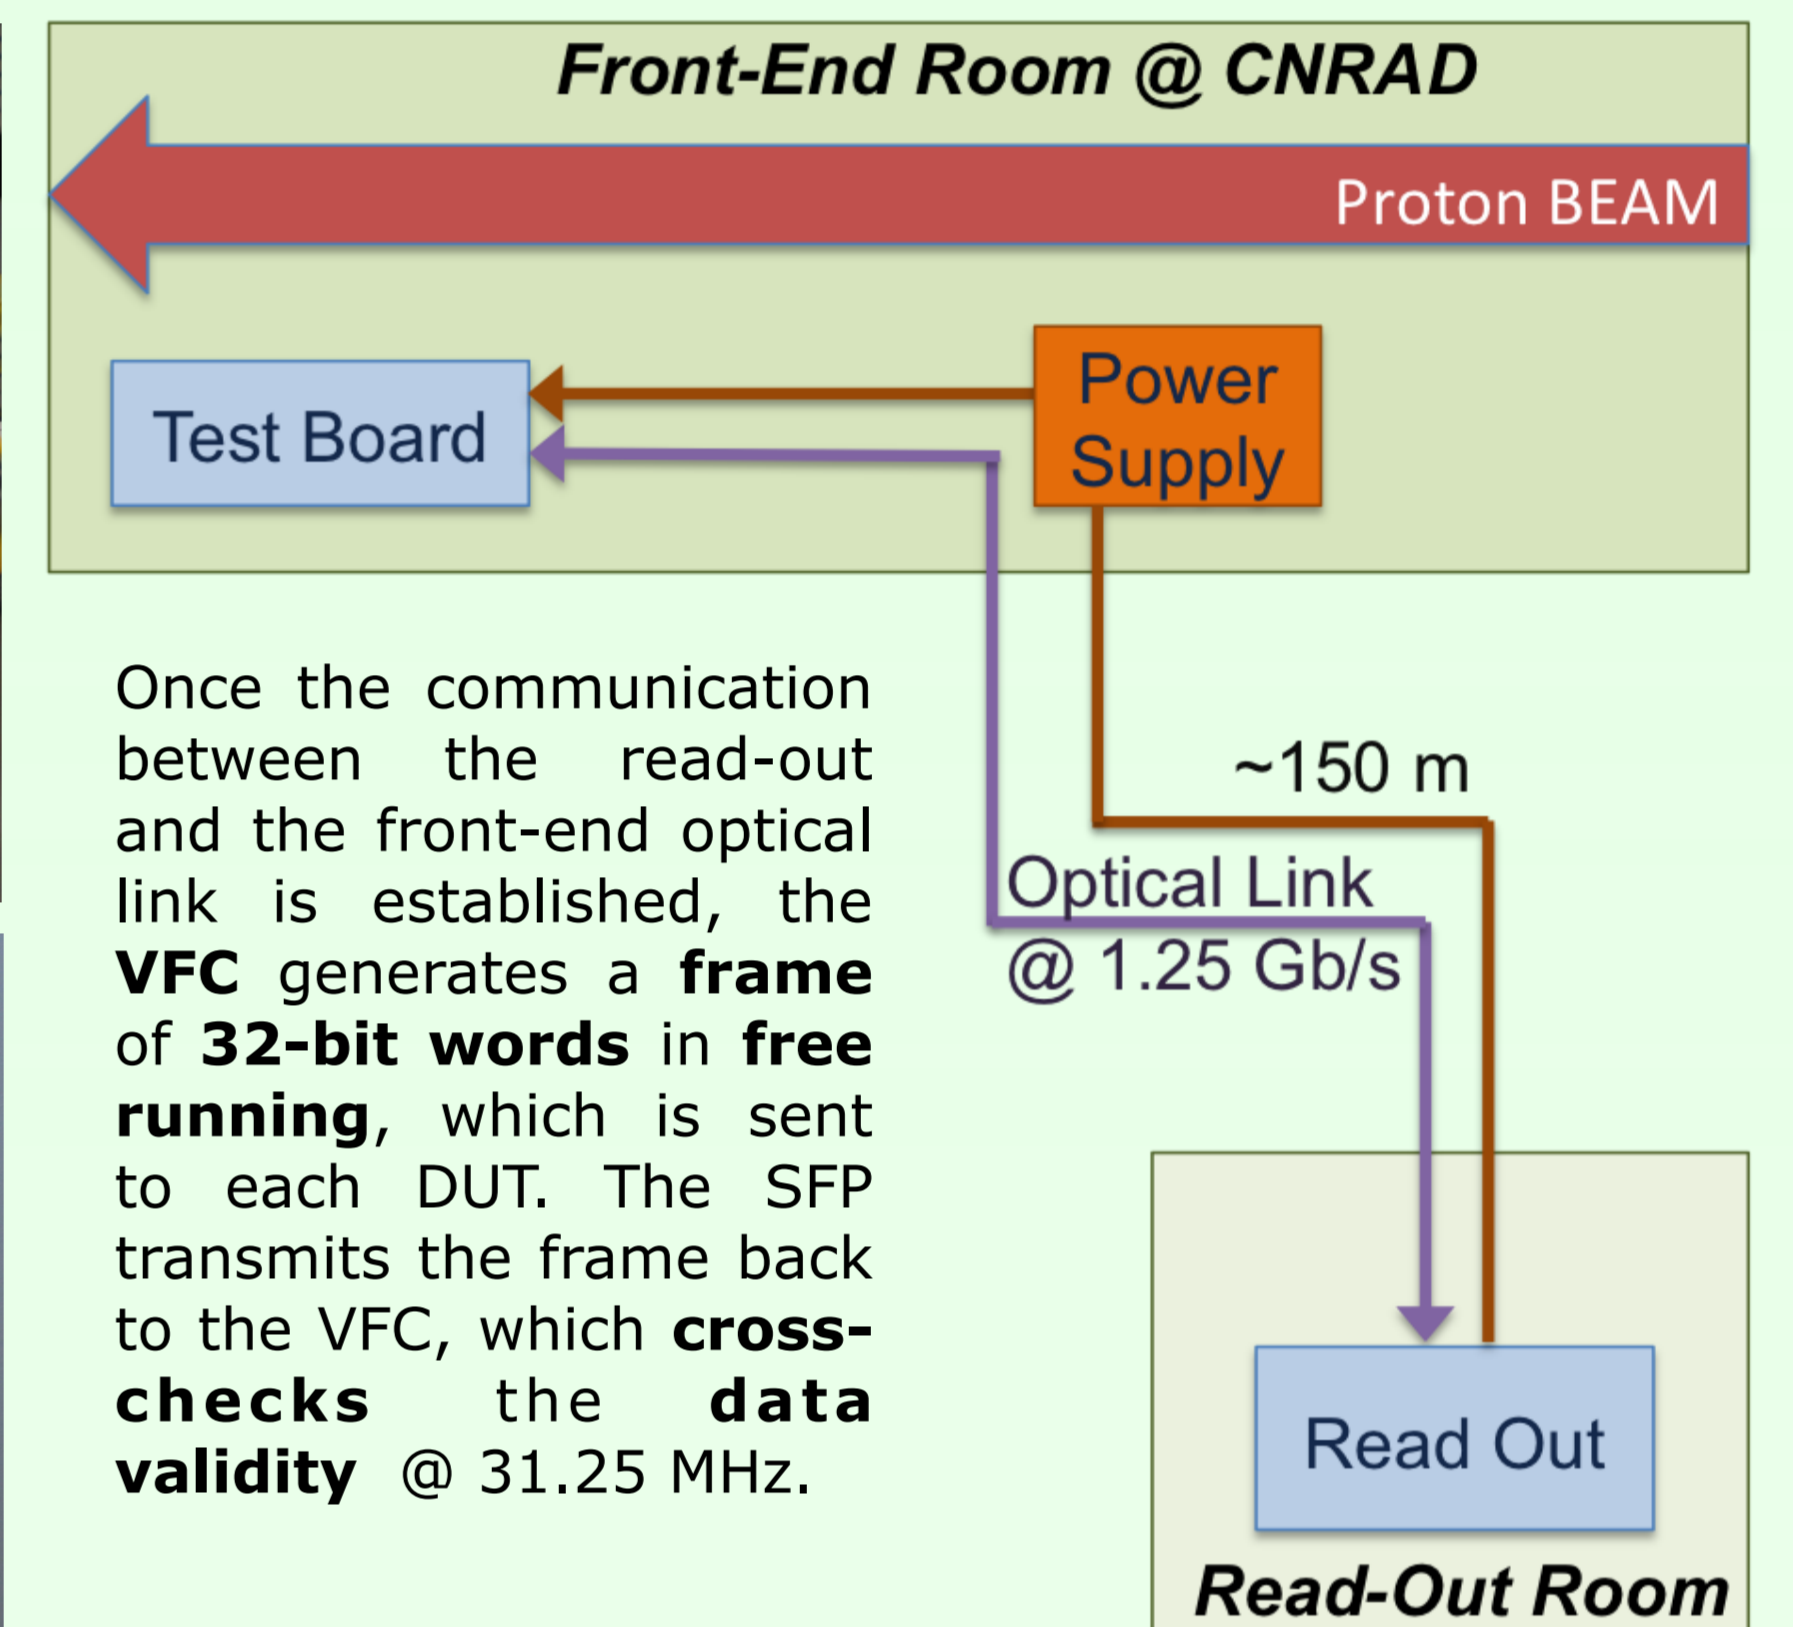 Front-End Room @ CNRAD
Proton BEAM
Test Board
Power
Supply
Once the communication
between the read-out
and the front-end optical
link is established, the
VFC generates a frame
of 32-bit words in free
running, which is sent
to each DUT. The SFP
transmits the frame back
to the VFC, which cross-
checks the data
validity @ 31.25 MHz.
~150 m
Optical Link
@ 1.25 Gb/s
Read Out
Read-Out Room